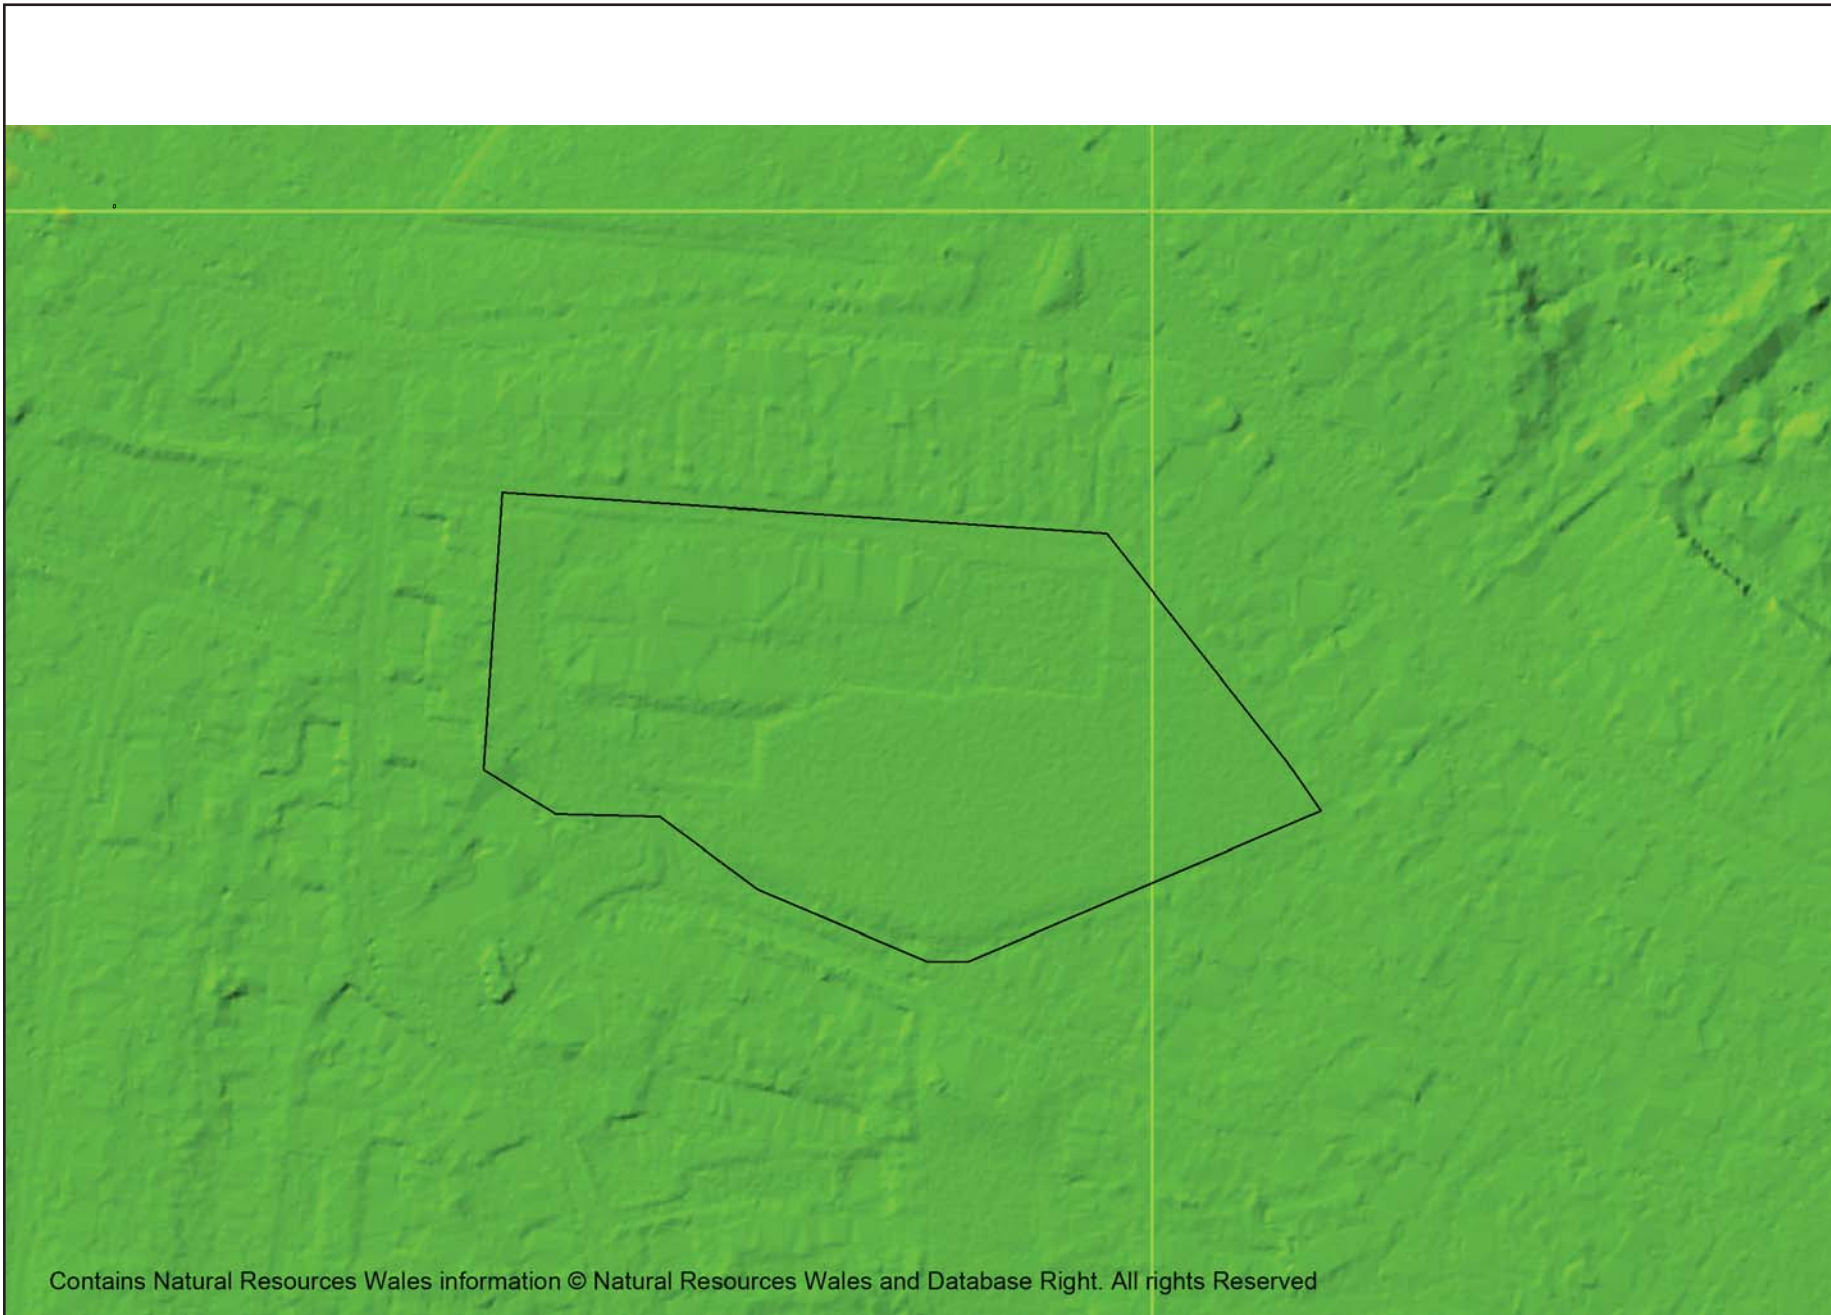 Contains Natural Resources Wales information © Natural Resources Wales and Database Right. All rights Reserved